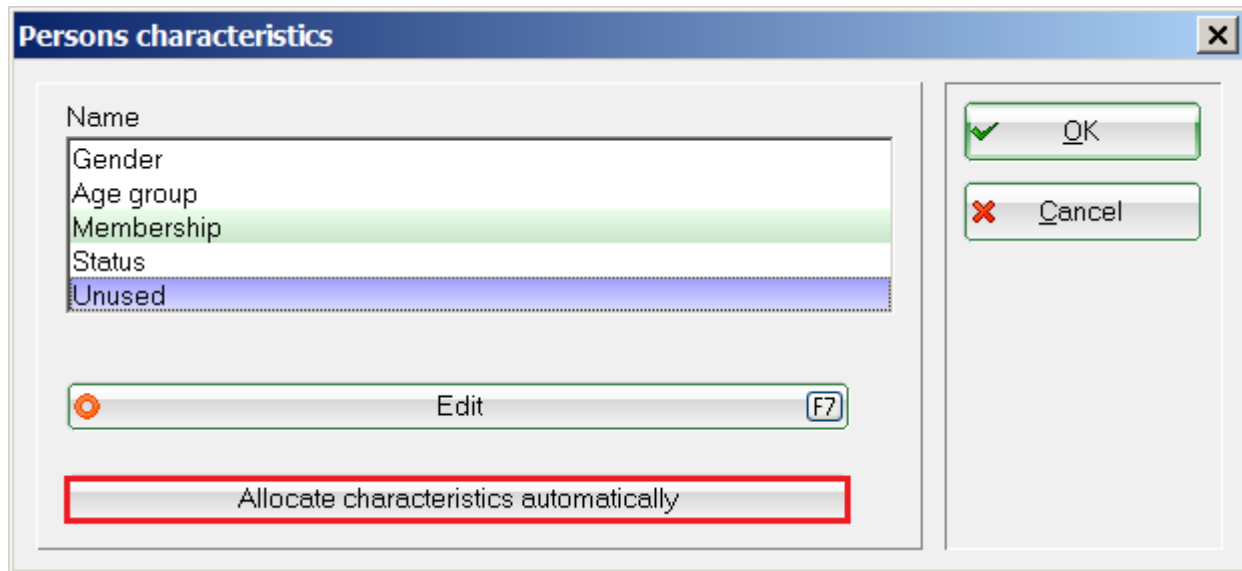 Persons characteristics
Name
Gender
Age group
Membership
Status
Unused
Edit F7
Allocate characteristics automatically
OK
Cancel